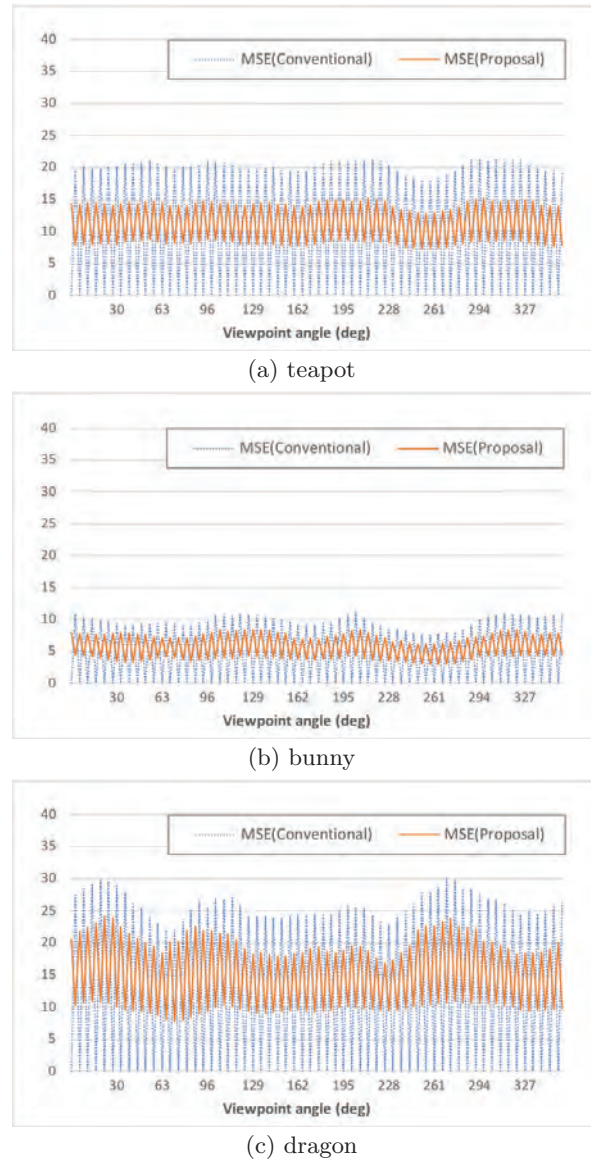 40
MSE(Conventional) MSE(Proposal)
35
30
25
20
15
10
5
0
30 63 96 129 162 195 228 261 294 327
Viewpoint angle (deg)
(a) teapot
40
MSE(Conventional) MSE(Proposal)
35
30
25
20
15
10
5
0
30 63 96 129 162 195 228 261 294 327
Viewpoint angle (deg)
(b) bunny
40
MSE(Conventional) MSE(Proposal)
35
30
25
20
15
10
5
0
30 63 96 129 162 195 228 261 294 327
Viewpoint angle (deg)
(c) dragon